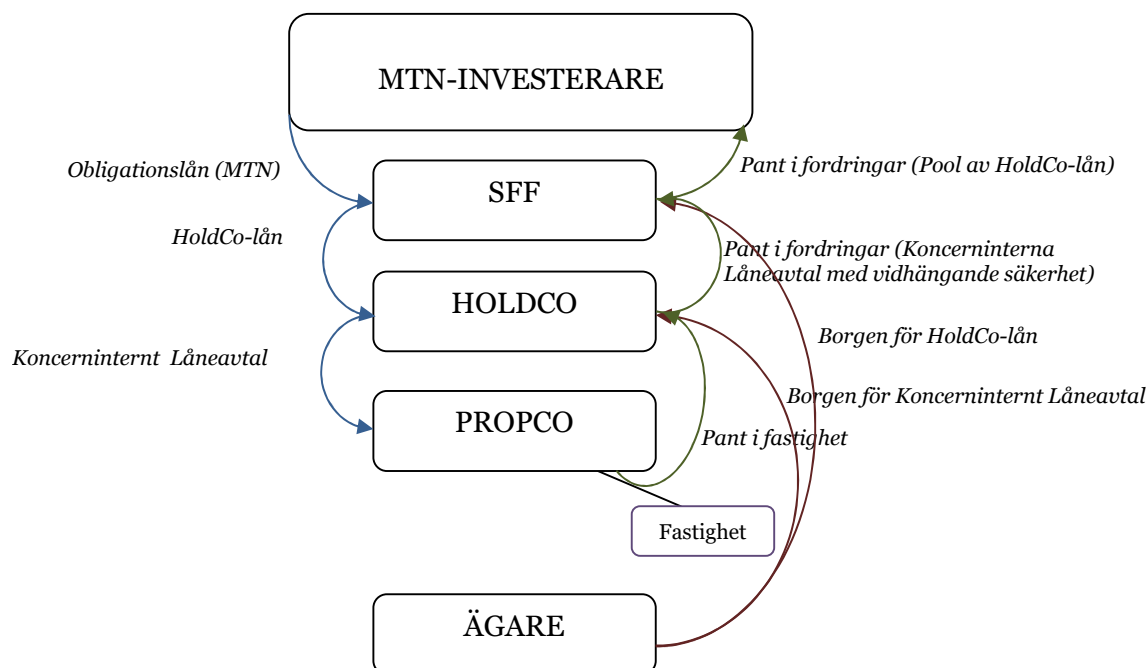 MTN-INVESTERARE
Obligationslån (MTN)
Pant i fordringar (Pool av HoldCo-lån)
SFF
HoldCo-lån
Pant i fordringar (Koncerninterna
Låneavtal med vidhängande säkerhet)
HOLDCO
Borgen för HoldCo-lån
Koncerninternt  Låneavtal
Borgen för Koncerninternt Låneavtal
PROPCO
Pant i fastighet
Fastighet
ÄGARE